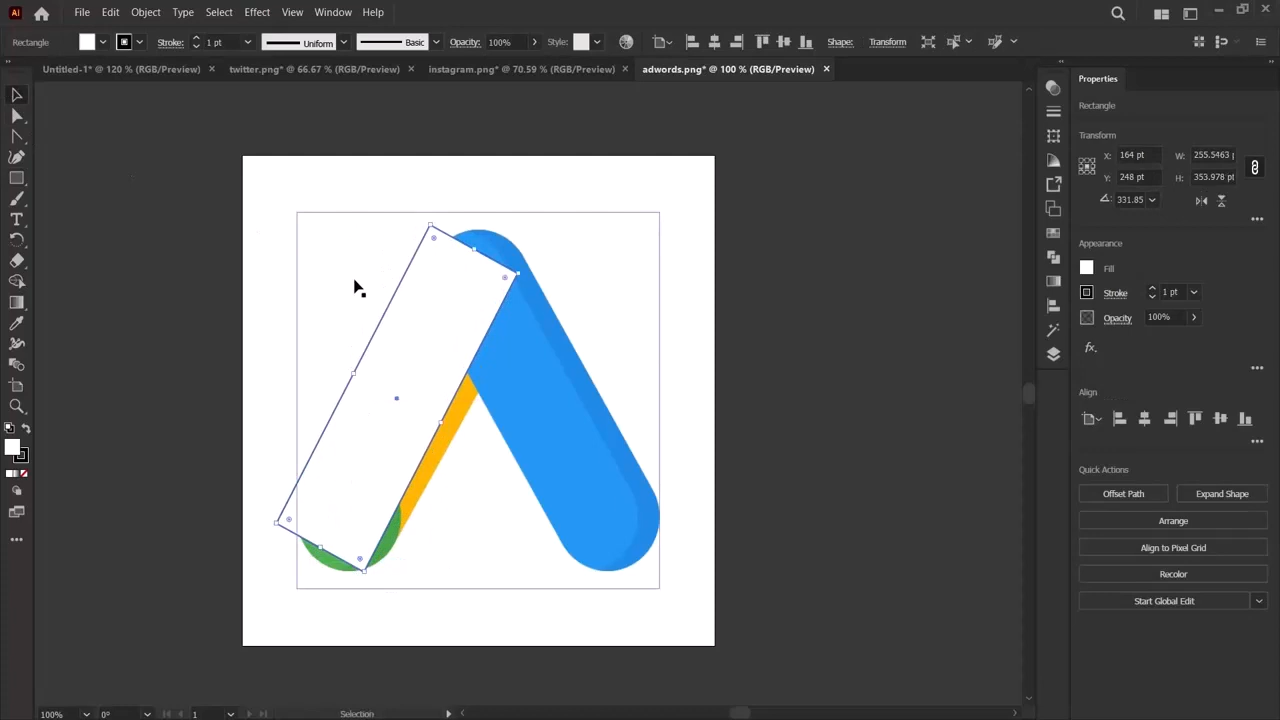 Ai File Edit Object Type Select Effect View Window Help
Rectangle Stroke: 1 pt Uniform Basic Opacity: 100% Style: Shape: Transform
Untitled-1* @ 120 % (RGB/Preview) × twitter.png* @ 66.67 % (RGB/Preview) × instagram.png* @ 70.59 % (RGB/Preview) × adwords.png* @ 100 % (RGB/Preview) ×
Properties
Rectangle
Transform
X: 164 pt W: 255.5463 p
Y: 248 pt H: 353.978 pt
331.85
Appearance
Fill
Stroke 1 pt
Opacity 100%
fx.
Align
Quick Actions
Offset Path Expand Shape
Arrange
Align to Pixel Grid
Recolor
Start Global Edit
100% 0° 1 Selection